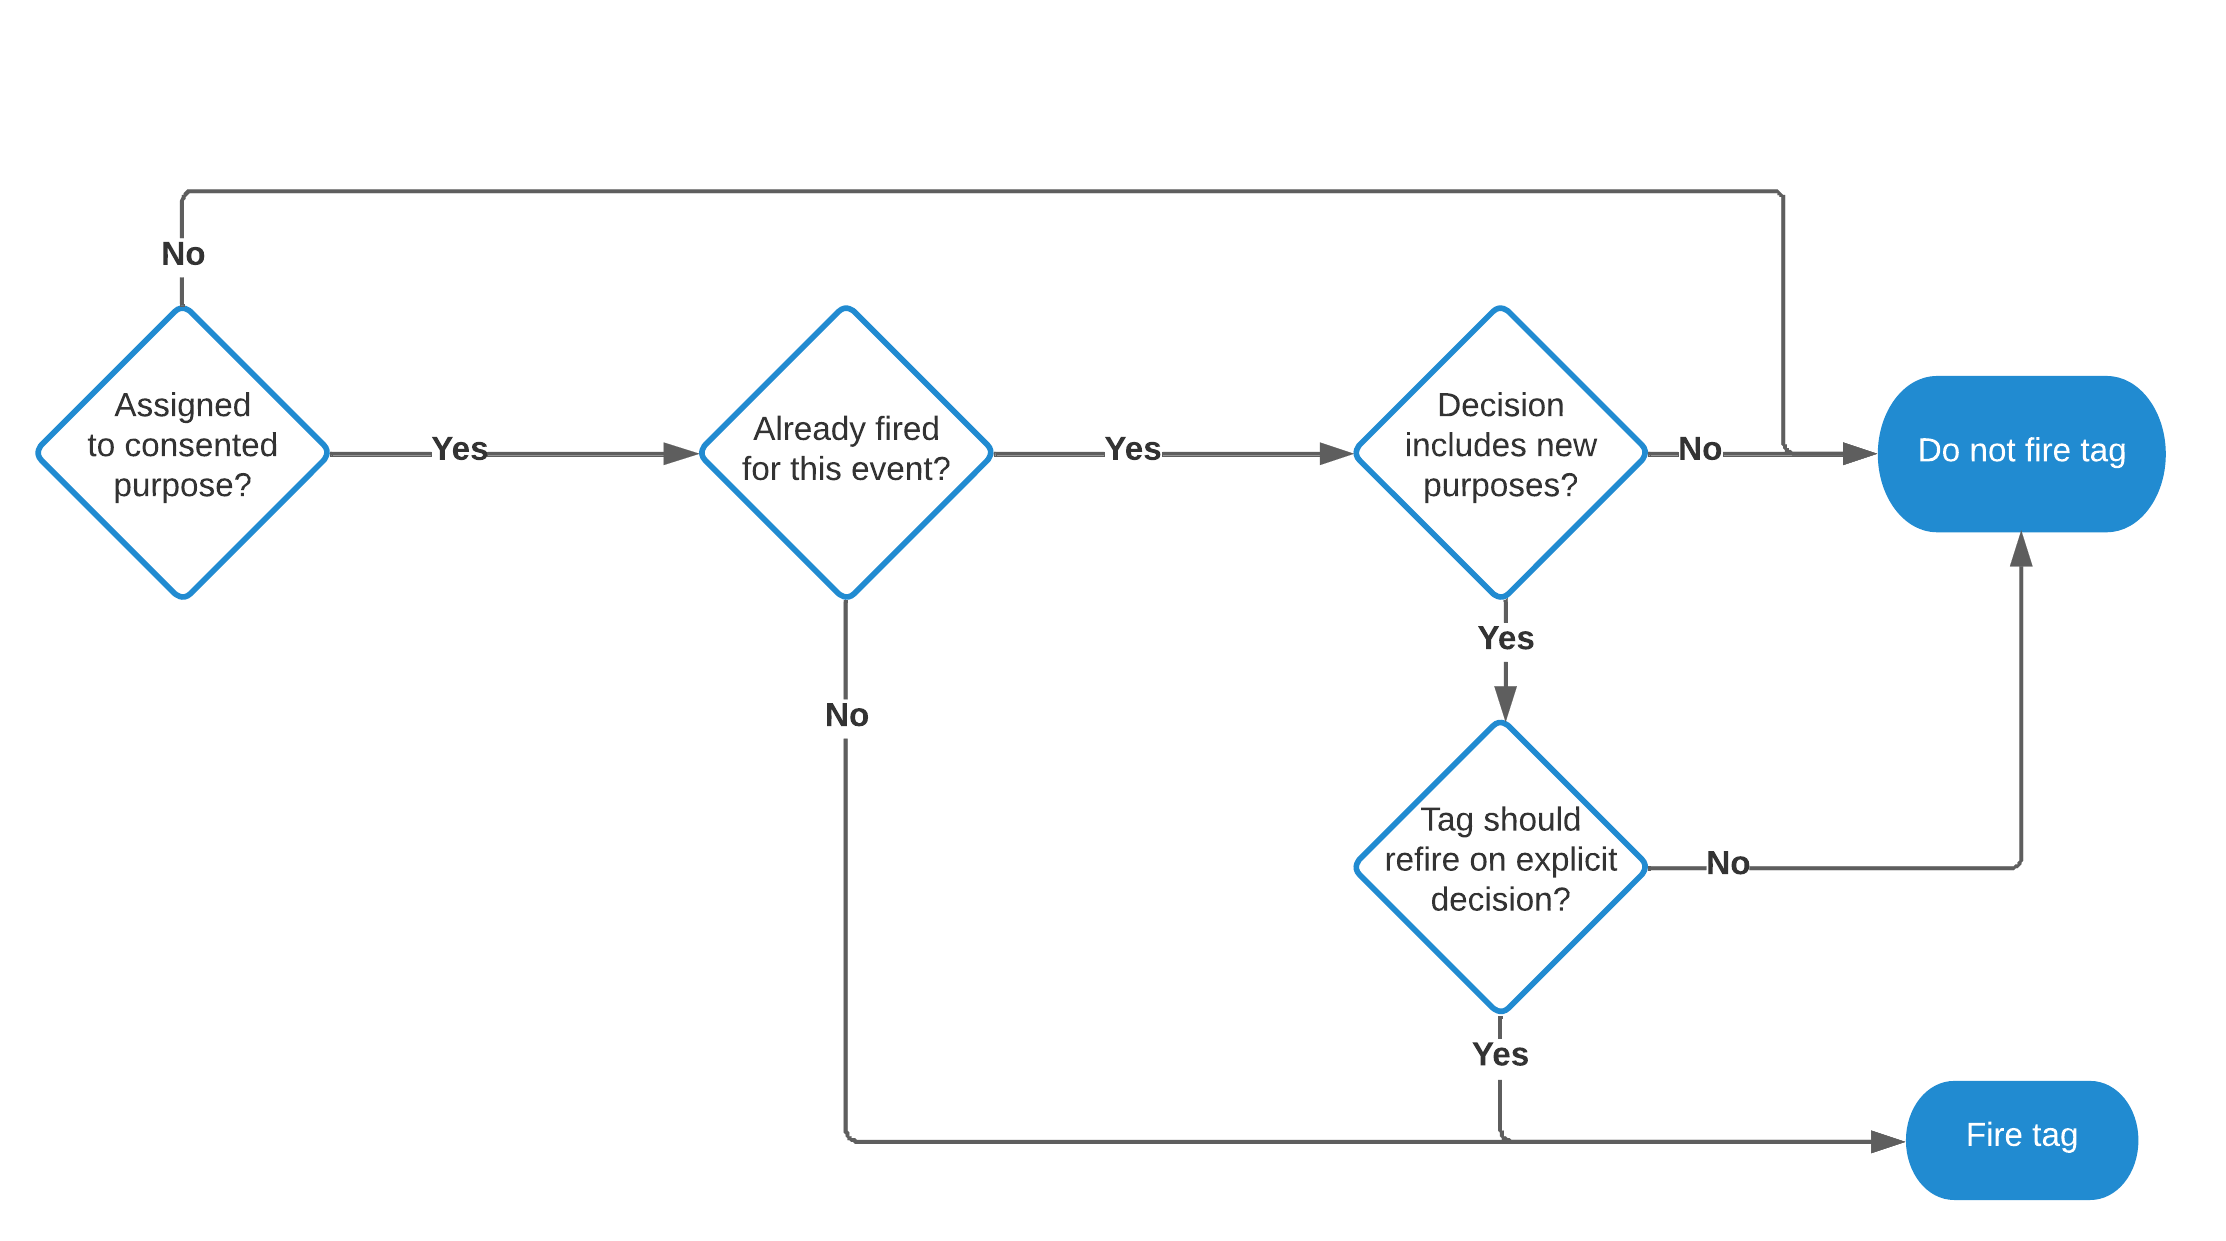 No
Assigned
to consented
purpose?
Yes
Already fired
for this event?
Yes
Decision
includes new
purposes?
No
Do not fire tag
Yes
No
Tag should
refire on explicit
decision?
No
Yes
Fire tag